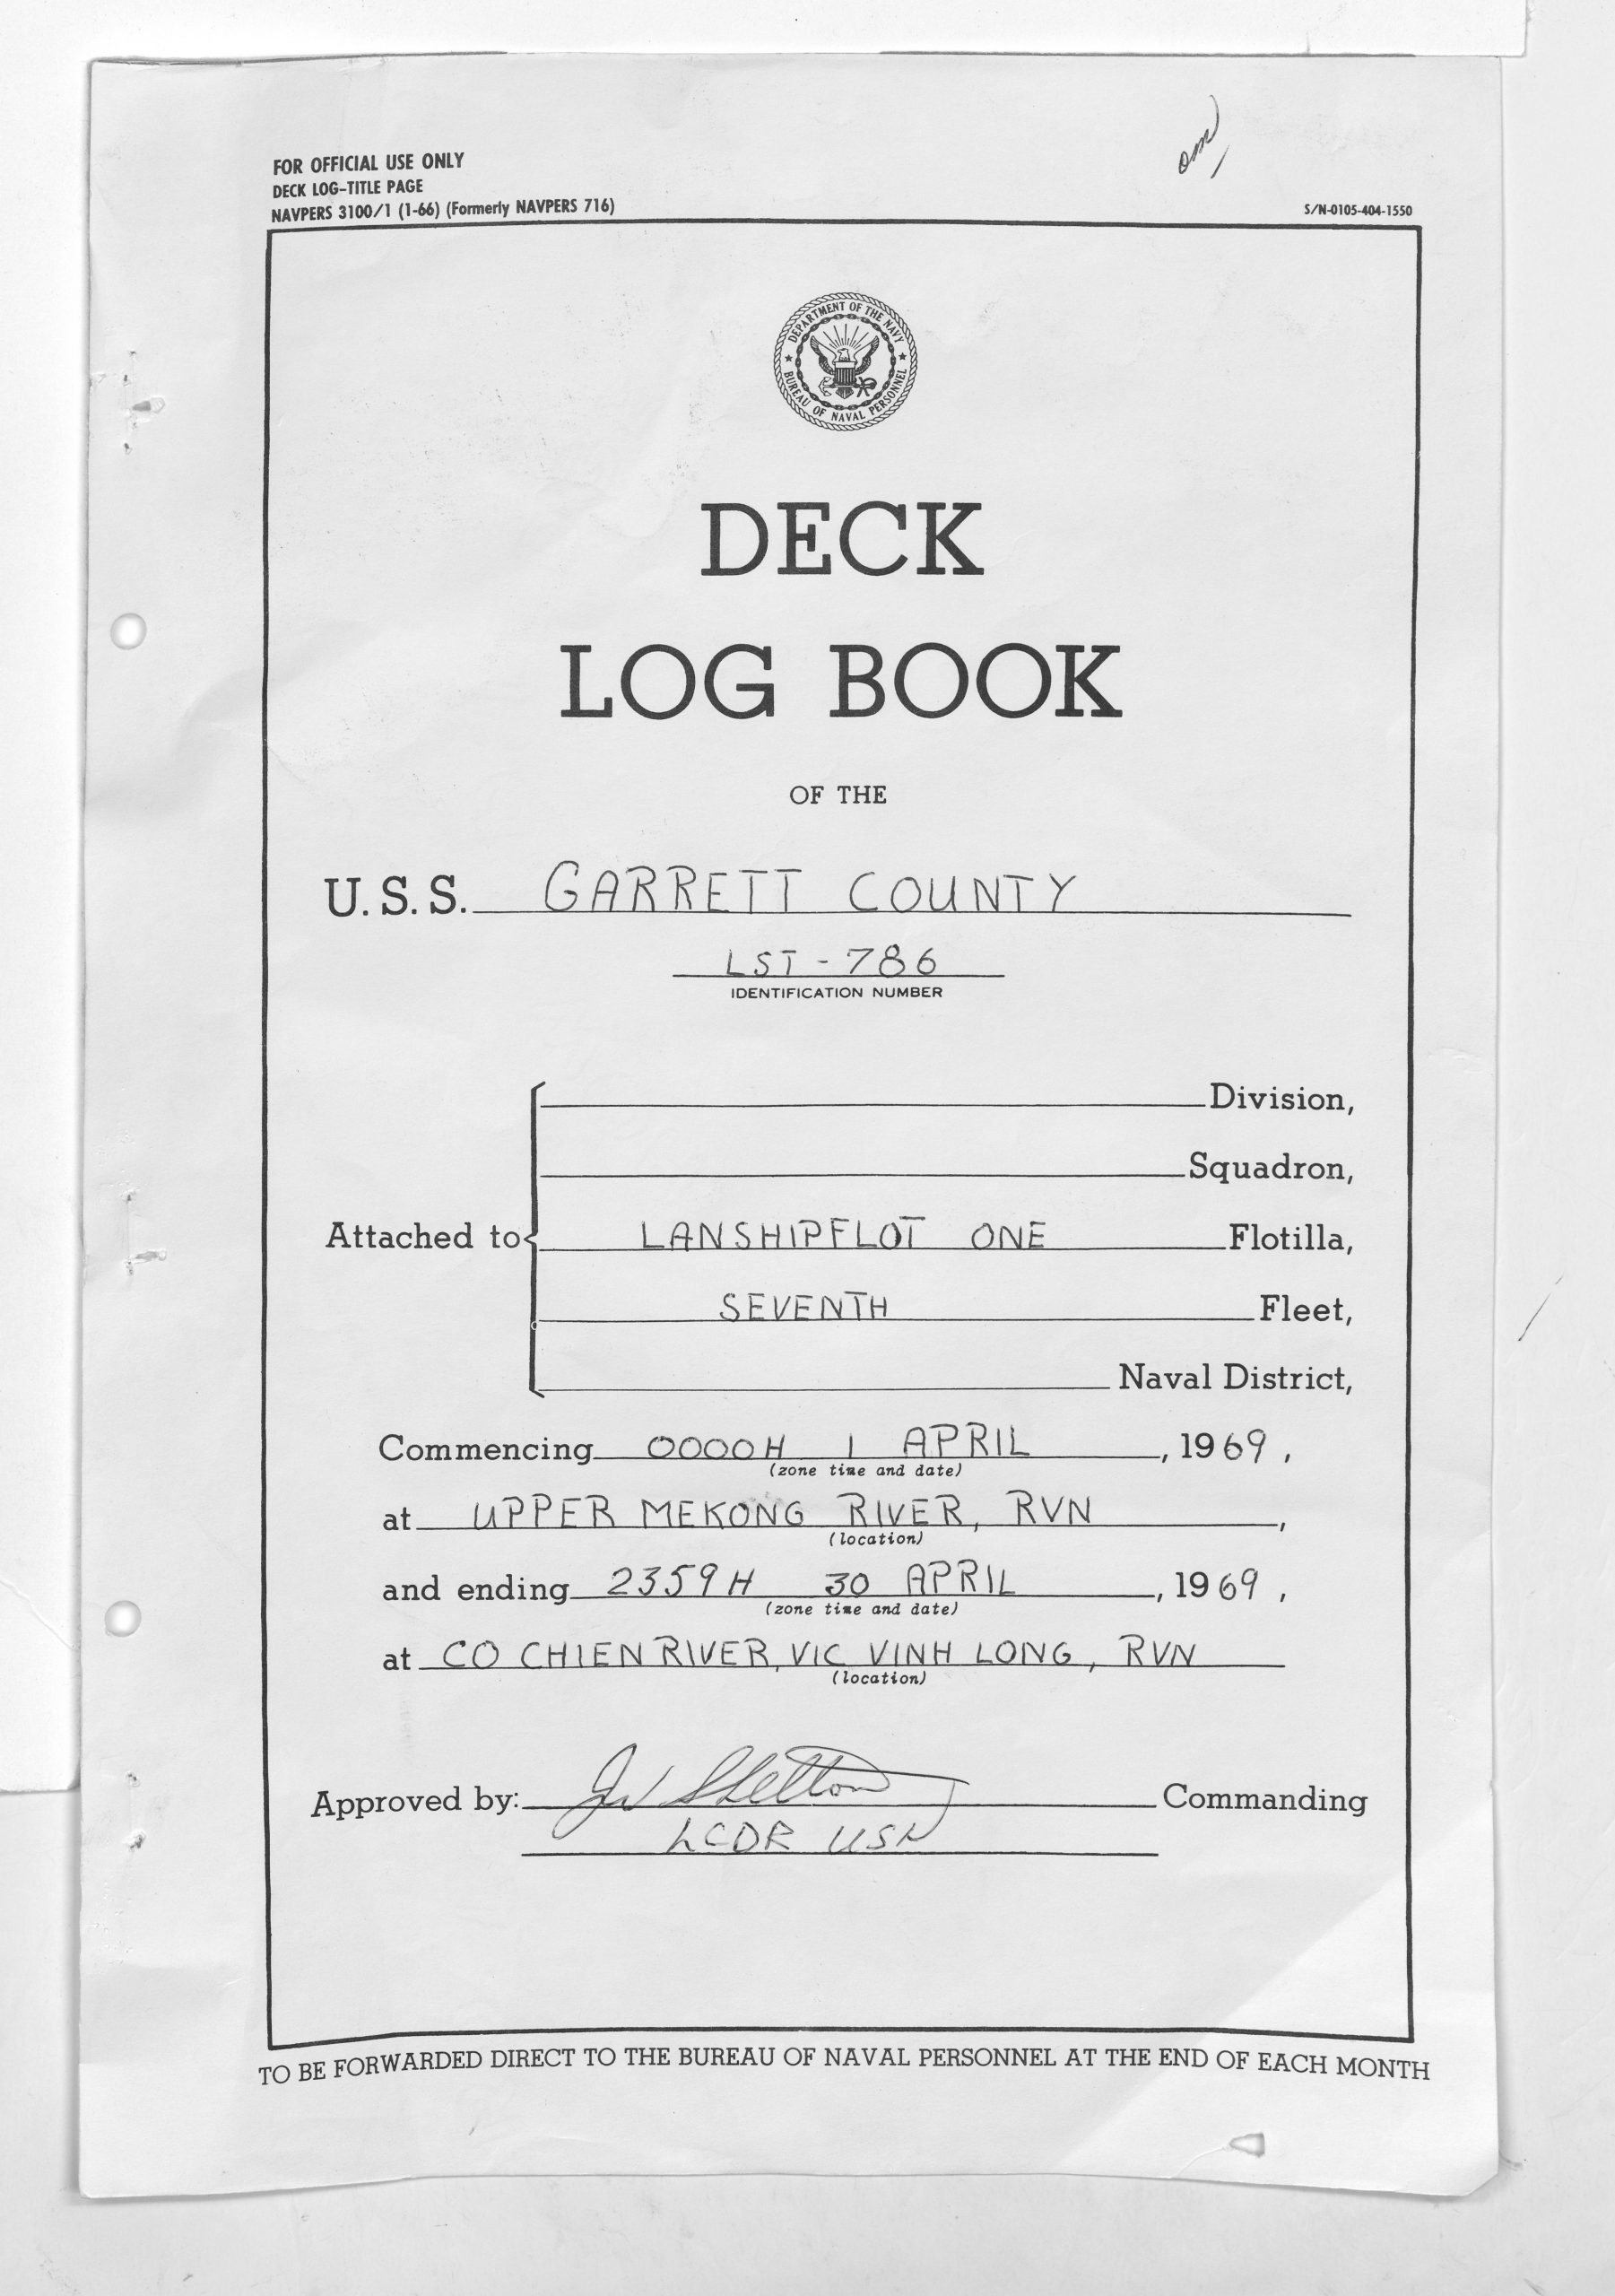 om
FOR OFFICIAL USE ONLY
DECK LOG-TITLE PAGE
NAVPERS 3100/1 (1-66) (Formerly NAVPERS 716)
S/N-0105-404-1550
DEPARTMENT OF THE NAVY
BUREAU OF NAVAL PERSONNEL
DECK
LOG BOOK
OF THE
U.S.S. GARRETT COUNTY
LST - 786
IDENTIFICATION NUMBER
Division,
Squadron,
Attached to LANSHIPFLOT ONE Flotilla,
SEVENTH Fleet,
Naval District,
Commencing 0000H 1 APRIL, 1969,
(zone time and date)
at UPPER MEKONG RIVER, RVN,
(location)
and ending 2359H 30 APRIL, 1969,
(zone time and date)
at CO CHIEN RIVER, VIC VINH LONG, RVN
(location)
Approved by: JW Shelton Commanding
LCDR USN
TO BE FORWARDED DIRECT TO THE BUREAU OF NAVAL PERSONNEL AT THE END OF EACH MONTH